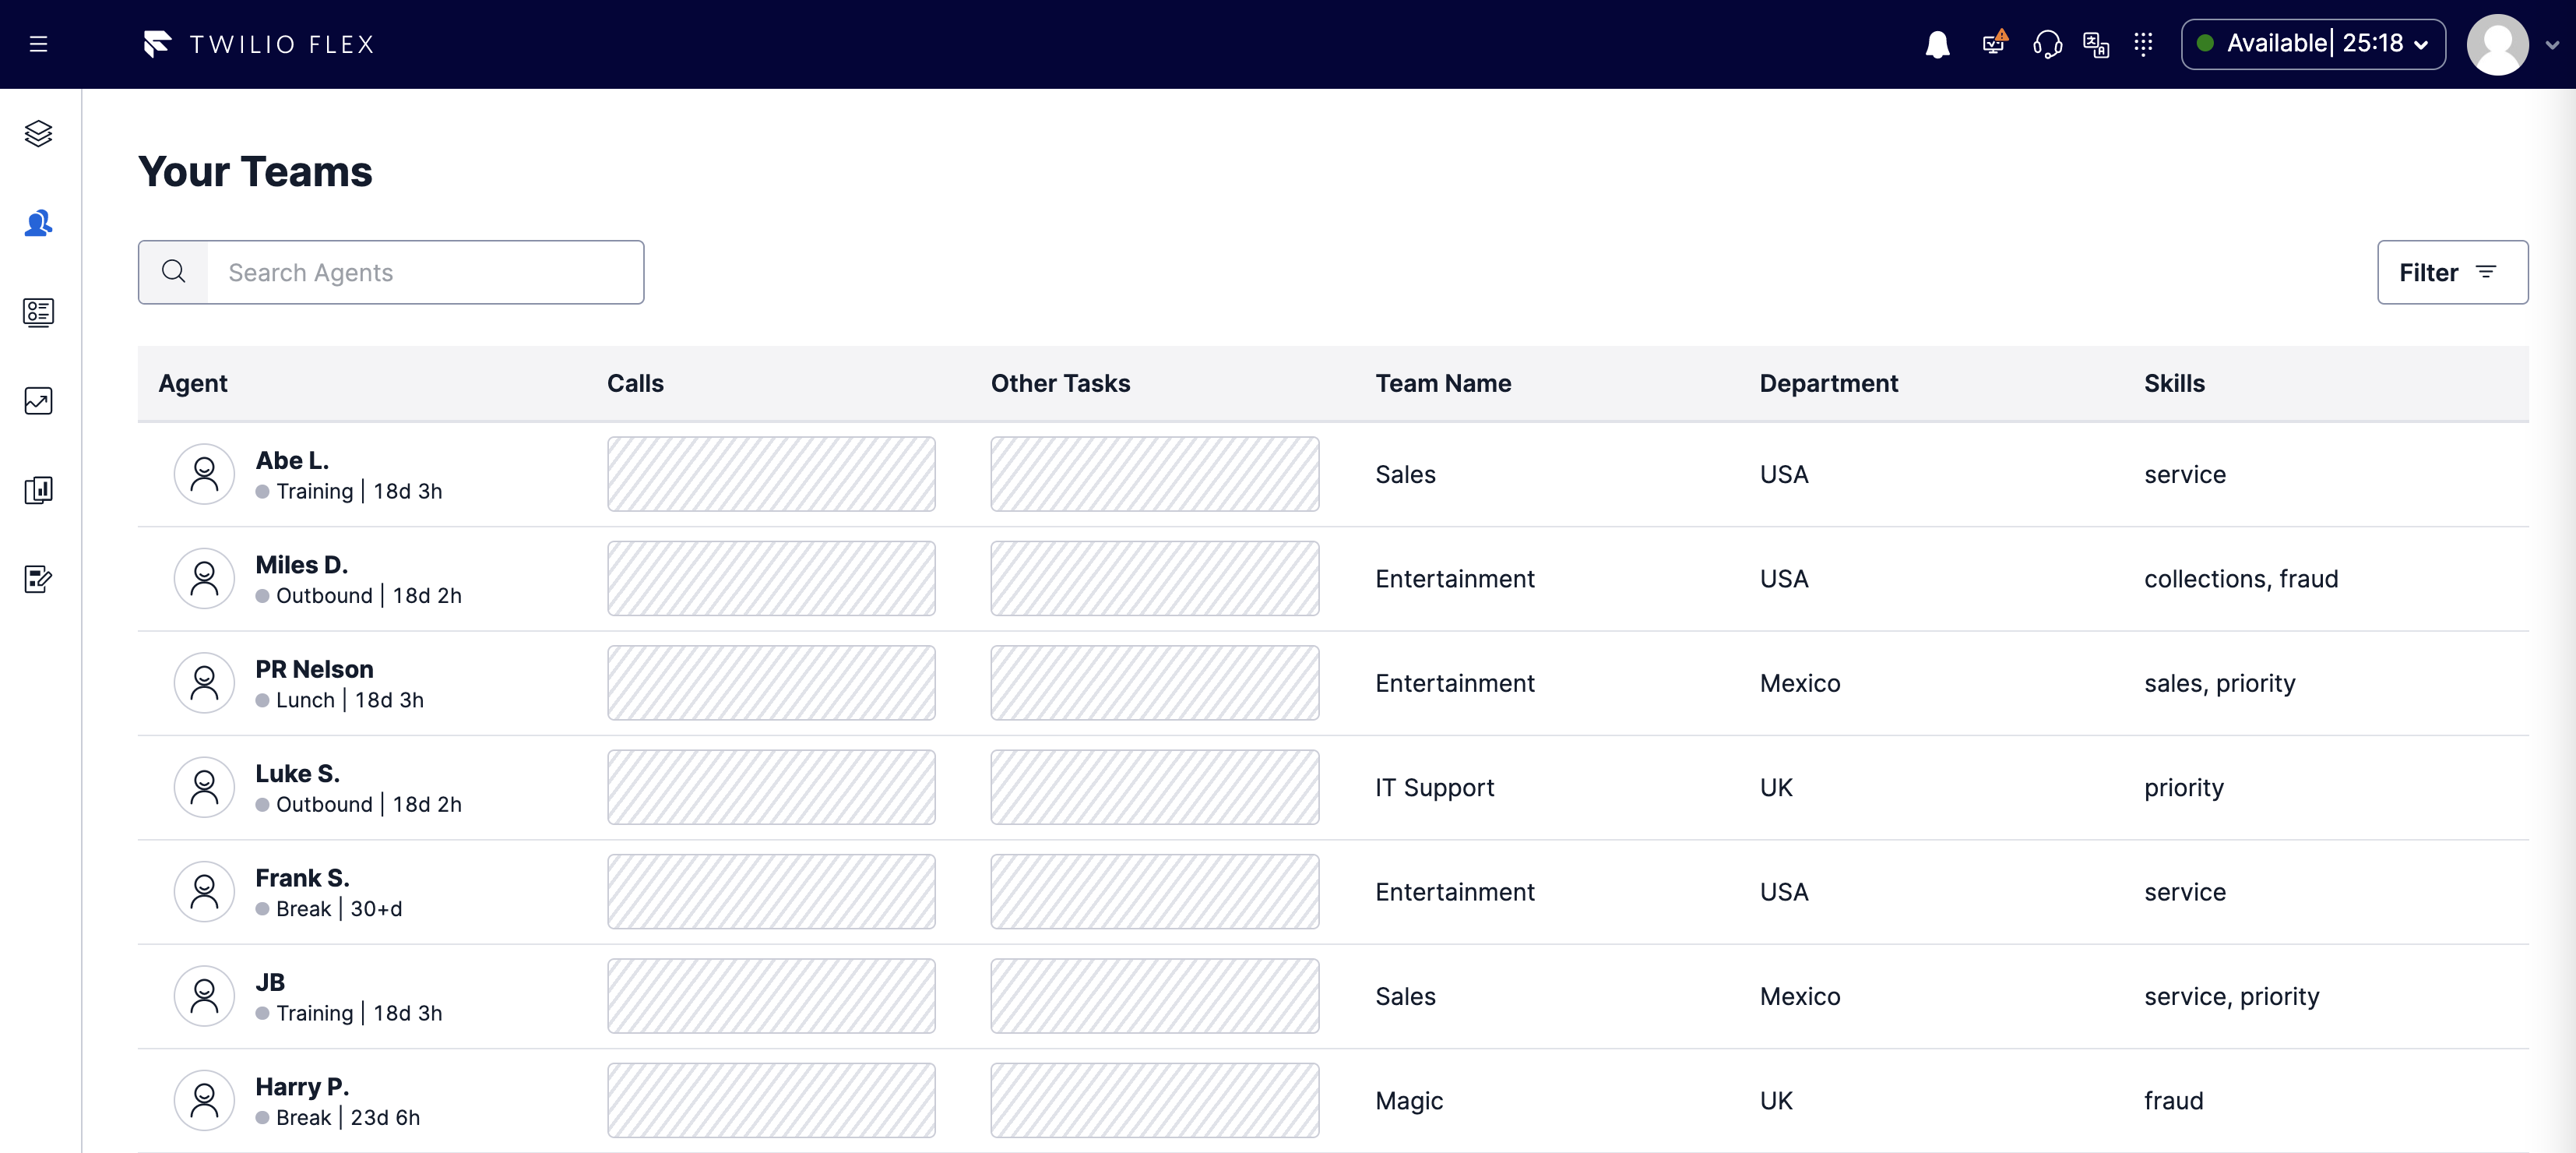 TWILIO FLEX
Available| 25:18
Your Teams
Search Agents
Filter
Agent Calls Other Tasks Team Name Department Skills
Abe L.
Training | 18d 3h
Sales USA service
Miles D.
Outbound | 18d 2h
Entertainment USA collections, fraud
PR Nelson
Lunch | 18d 3h
Entertainment Mexico sales, priority
Luke S.
Outbound | 18d 2h
IT Support UK priority
Frank S.
Break | 30+d
Entertainment USA service
JB
Training | 18d 3h
Sales Mexico service, priority
Harry P.
Break | 23d 6h
Magic UK fraud